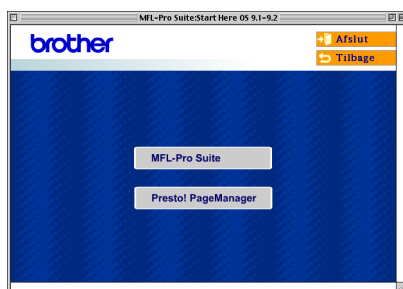 MFL-Pro Suite:Start Here OS 9.1-9.2
brother
Afslut
Tilbage
MFL-Pro Suite
Presto! PageManager